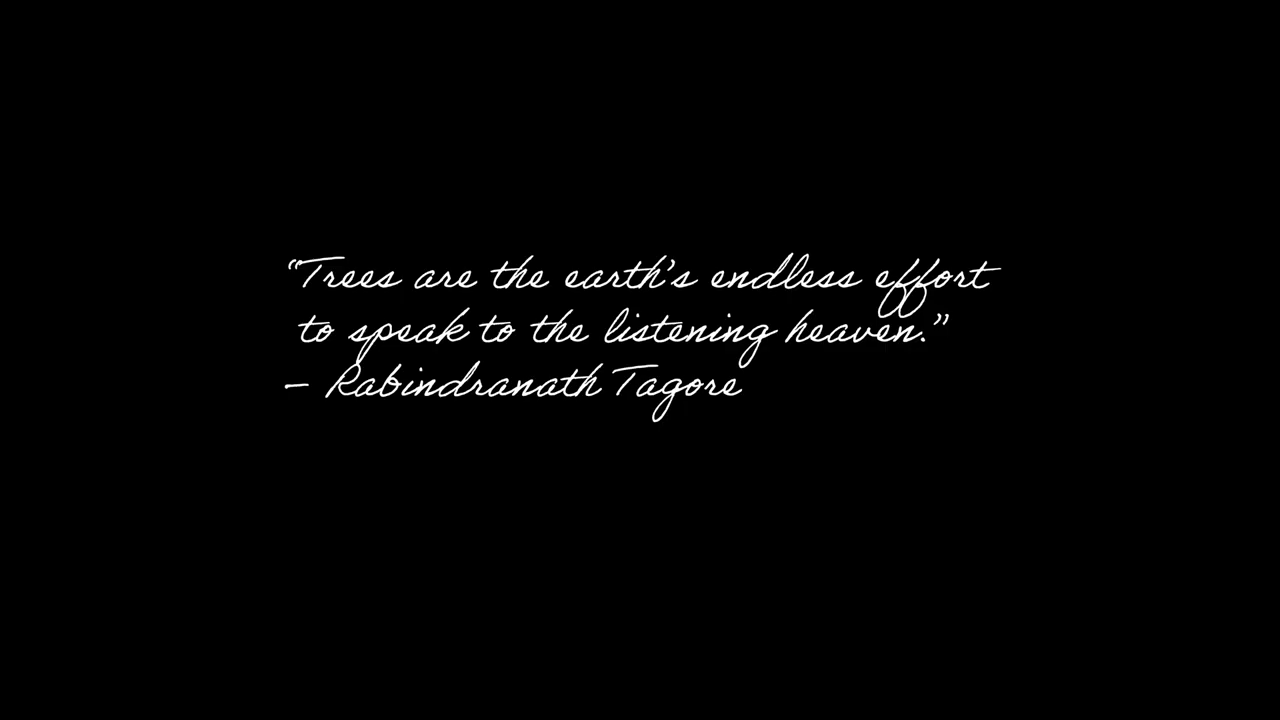 “Trees are the earth’s endless effort
to speak to the listening heaven.”
– Rabindranath Tagore